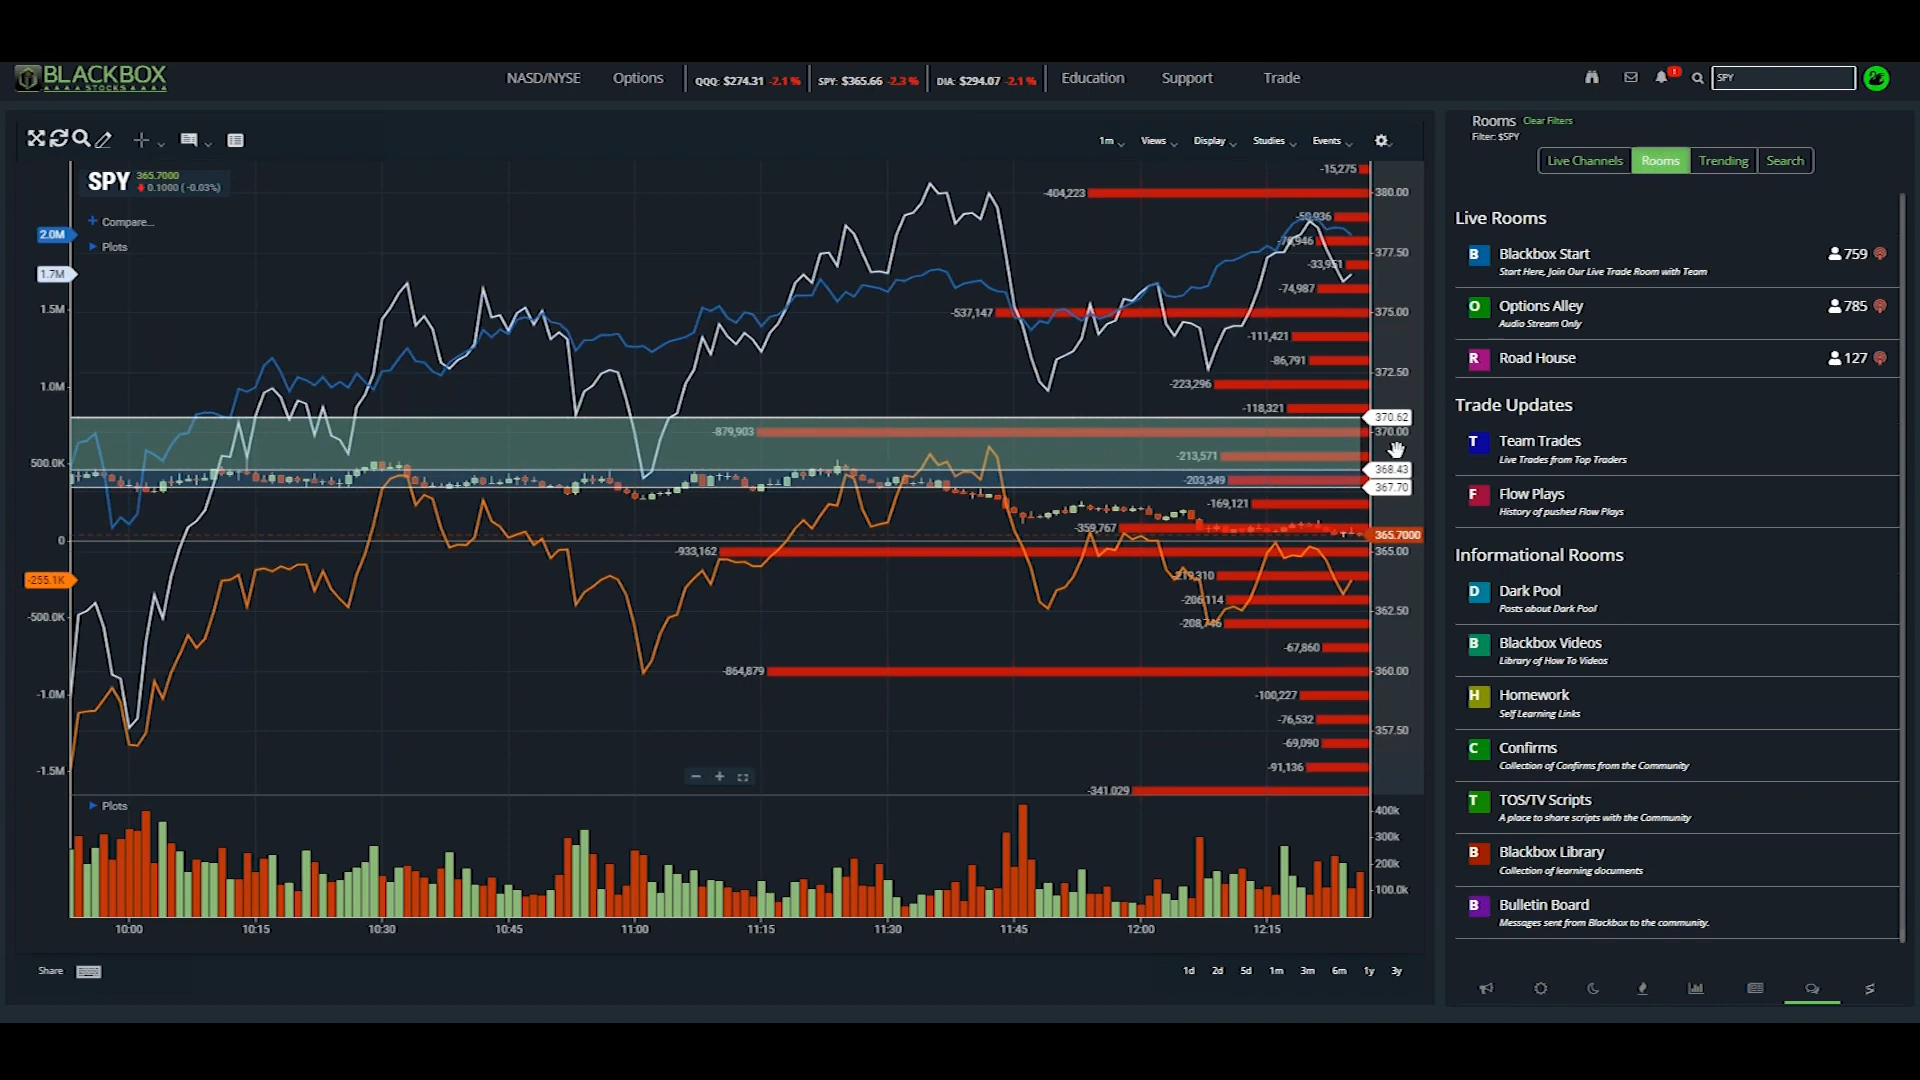 BLACKBOX
STOCKS
NASD/NYSE
Options
QQQ: $274.31 -2.1 %
SPY: $365.66 -2.3 %
DIA: $294.07 -2.1 %
Education
Support
Trade
SPY
1m
Views
Display
Studies
Events
SPY
365.7000
0.1000 (-0.03%)
Compare...
Plots
2.0M
1.7M
1.5M
1.0M
500.0K
0
-255.1K
-500.0K
-1.0M
-1.5M
-15,275
-404,223
-33,951
-74,987
-537,147
-111,421
-86,791
-223,296
-118,321
-879,903
-213,571
-203,349
-169,121
-359,767
-933,162
-206,114
-208,746
-67,860
-864,879
-100,227
-76,532
-69,090
-91,136
-341,029
380.00
377.50
375.00
372.50
370.62
370.00
368.43
367.70
365.7000
365.00
362.50
360.00
357.50
Plots
400k
300k
200k
100.0k
10:00
10:15
10:30
10:45
11:00
11:15
11:30
11:45
12:00
12:15
Share
1d
2d
5d
1m
3m
6m
1y
3y
Rooms Clear Filters
Filter: $SPY
Live Channels
Rooms
Trending
Search
Live Rooms
B Blackbox Start 759
Start Here, Join Our Live Trade Room with Team
O Options Alley 785
Audio Stream Only
R Road House 127
Trade Updates
T Team Trades
Live Trades from Top Traders
F Flow Plays
History of pushed Flow Plays
Informational Rooms
D Dark Pool
Posts about Dark Pool
B Blackbox Videos
Library of How To Videos
H Homework
Self Learning Links
C Confirms
Collection of Confirms from the Community
T TOS/TV Scripts
A place to share scripts with the Community
B Blackbox Library
Collection of learning documents
B Bulletin Board
Messages sent from Blackbox to the community.